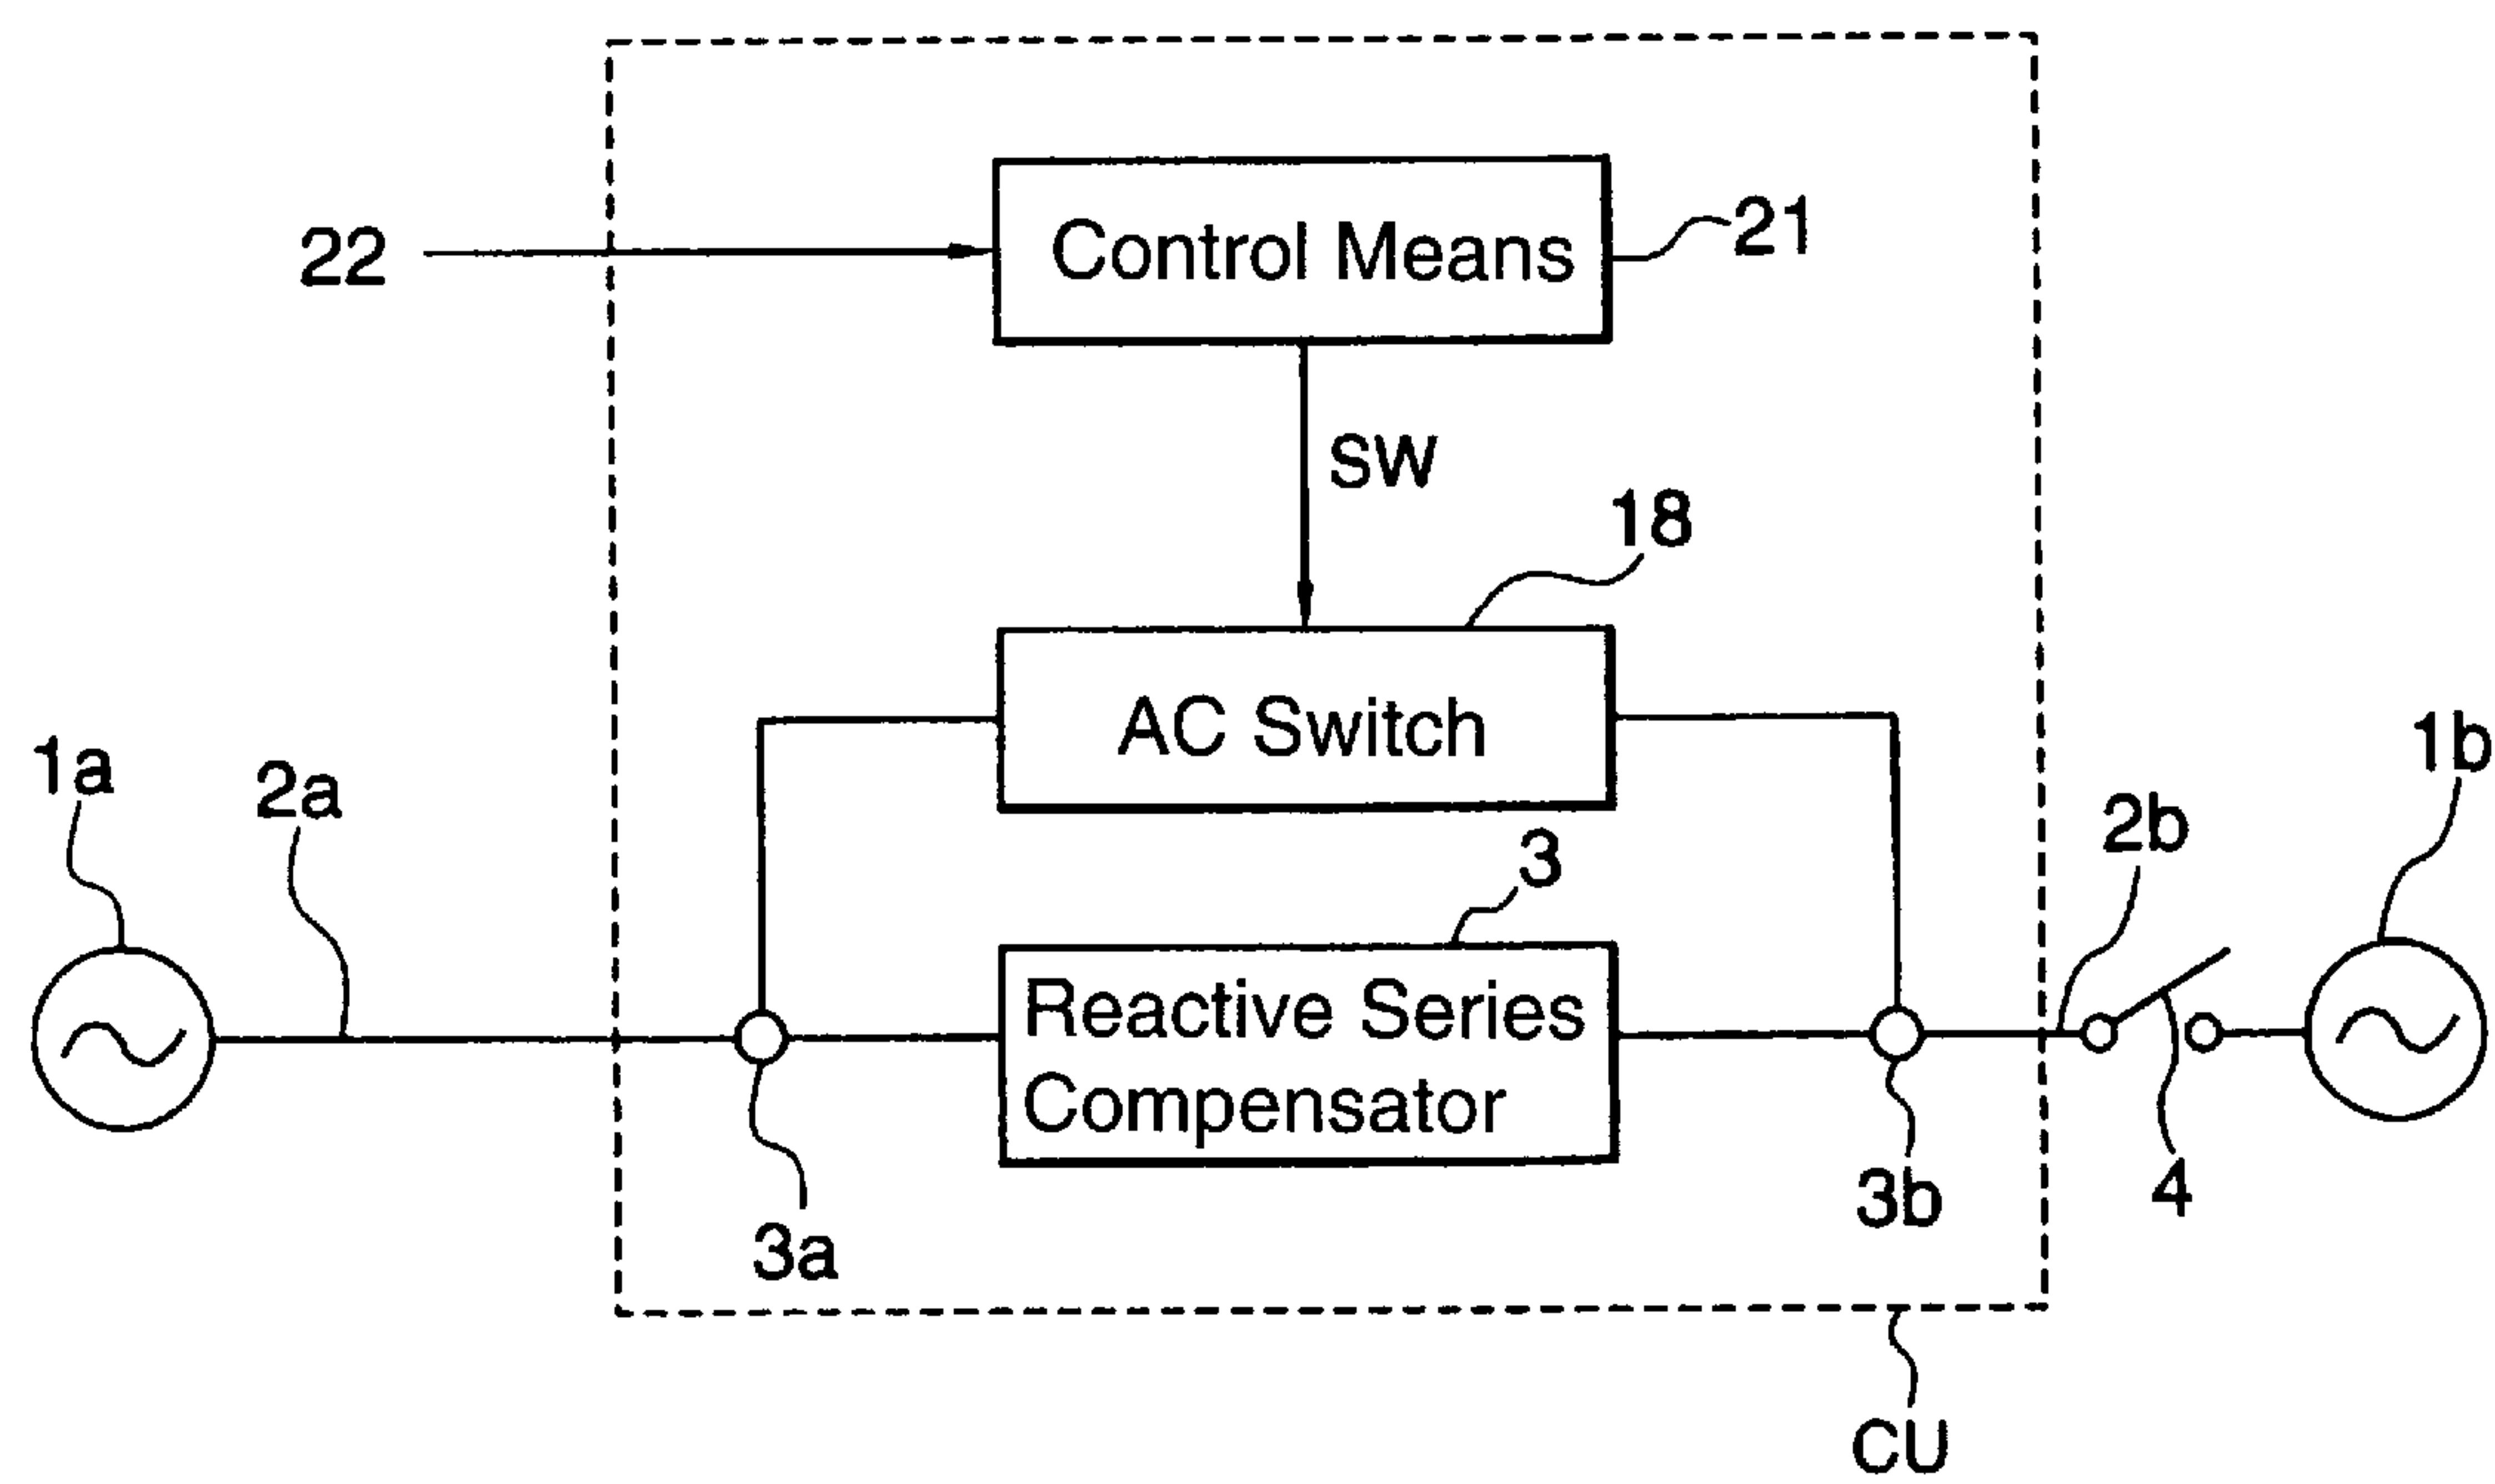 22
Control Means
21
SW
18
AC Switch
1a
2a
3
2b
1b
Reactive Series
Compensator
3a
3b
4
CU